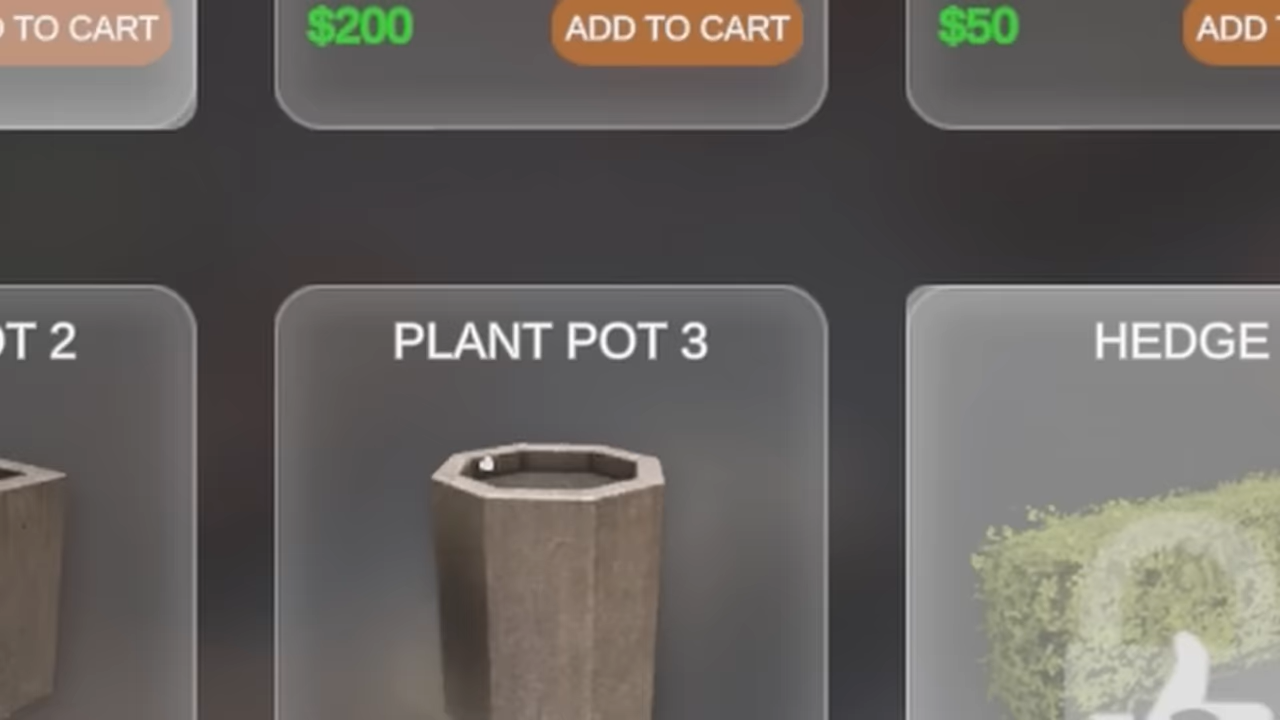 TO CART
$200
ADD TO CART
$50
ADD
OT 2
PLANT POT 3
HEDGE